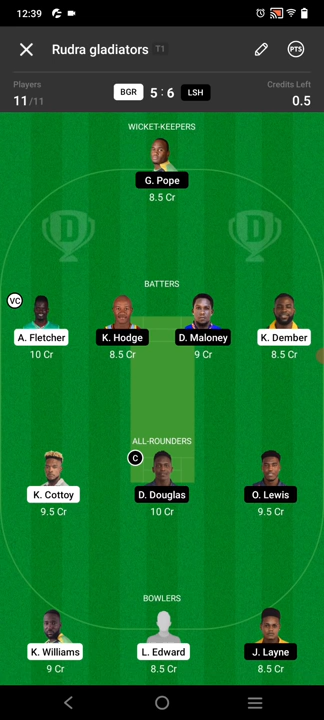 12:39
Rudra gladiators T1
PTS
Players
Credits Left
11/11
BGR 5 : 6 LSH
0.5
WICKET-KEEPERS
G. Pope
8.5 Cr
D D
BATTERS
VC
A. Fletcher K. Hodge D. Maloney K. Dember
10 Cr 8.5 Cr 9 Cr 8.5 Cr
ALL-ROUNDERS
C
K. Cottoy D. Douglas O. Lewis
9.5 Cr 10 Cr 9.5 Cr
BOWLERS
K. Williams L. Edward J. Layne
9 Cr 8.5 Cr 8.5 Cr